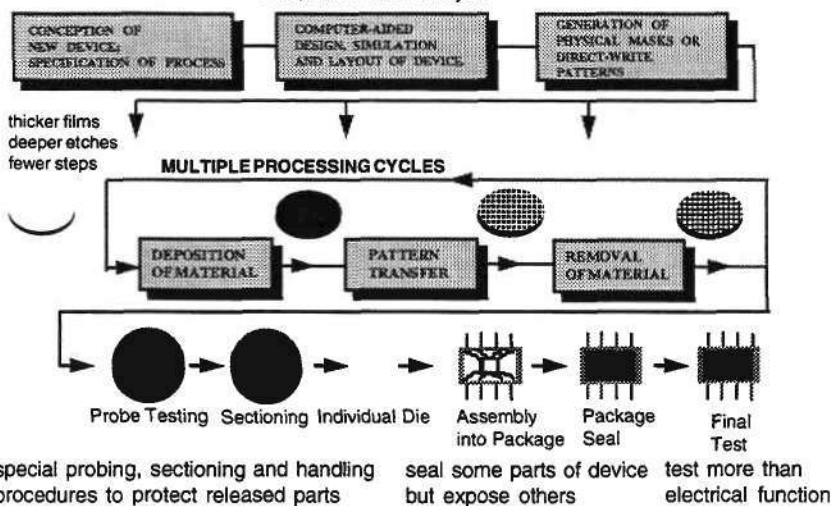 CONCEPTION OF
NEW DEVICE;
SPECIFICATION OF PROCESS
COMPUTER-AIDED
DESIGN, SIMULATION
AND LAYOUT OF DEVICE
GENERATION OF
PHYSICAL MASKS OR
DIRECT-WRITE
PATTERNS
thicker films
deeper etches
fewer steps
MULTIPLE PROCESSING CYCLES
DEPOSITION
OF MATERIAL
PATTERN
TRANSFER
REMOVAL
OF MATERIAL
Probe Testing
Sectioning
Individual Die
Assembly
into Package
Package
Seal
Final
Test
special probing, sectioning and handling
procedures to protect released parts
seal some parts of device
but expose others
test more than
electrical function